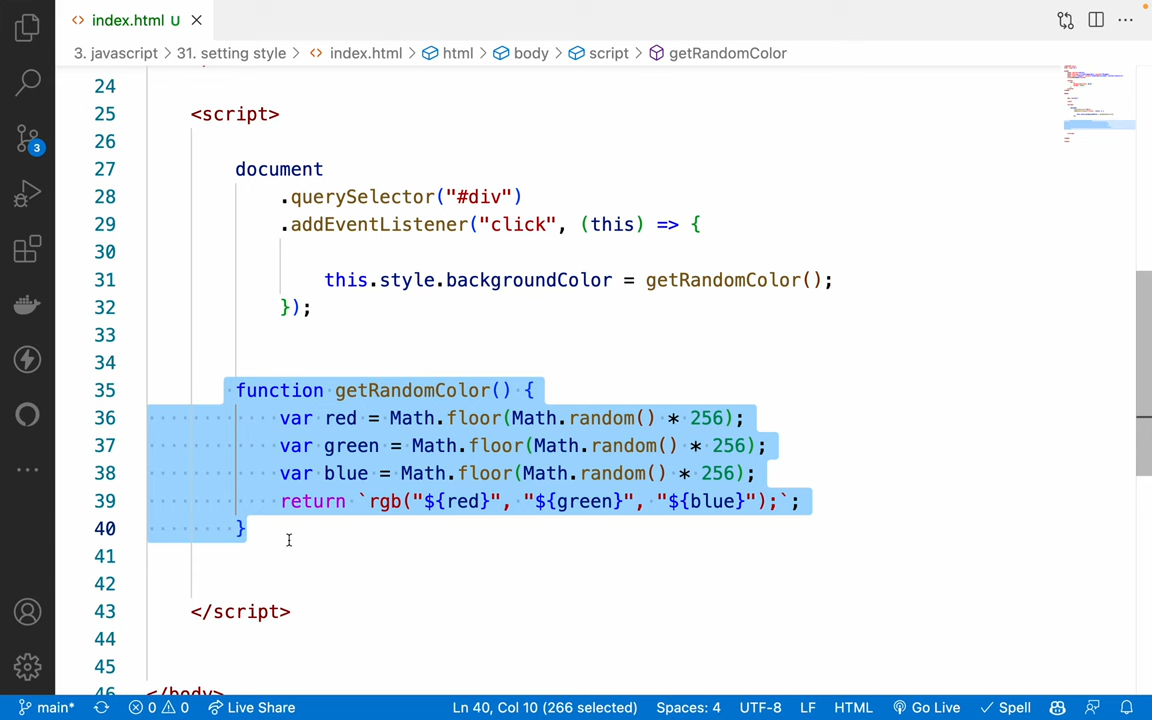 index.html U
3. javascript > 31. setting style > index.html > html > body > script > getRandomColor
24
25 <script>
26
27 document
28 .querySelector("#div")
29 .addEventListener("click", (this) => {
30
31 this.style.backgroundColor = getRandomColor();
32 });
33
34
35 function getRandomColor() {
36 var red = Math.floor(Math.random() * 256);
37 var green = Math.floor(Math.random() * 256);
38 var blue = Math.floor(Math.random() * 256);
39 return `rgb("${red}", "${green}", "${blue}");`;
40 }
41
42
43 </script>
44
45
46 </body>
3
main* 0 0 Live Share Ln 40, Col 10 (266 selected) Spaces: 4 UTF-8 LF HTML Go Live Spell